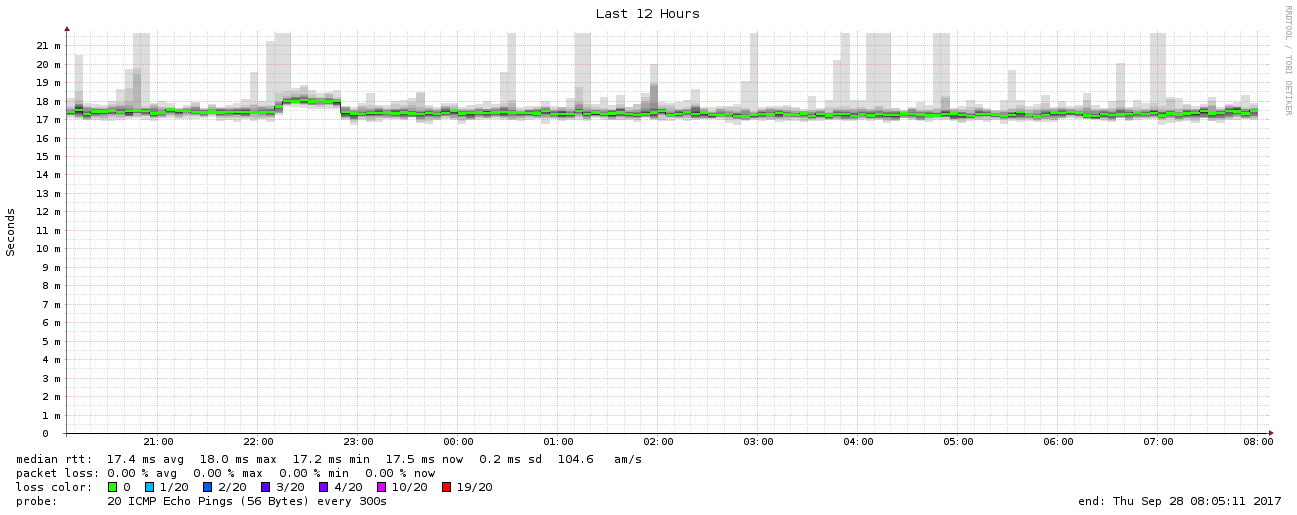 Last 12 Hours
RRDTOOL / TOBI OETIKER
Seconds
21 m
20 m
19 m
18 m
17 m
16 m
15 m
14 m
13 m
12 m
11 m
10 m
9 m
8 m
7 m
6 m
5 m
4 m
3 m
2 m
1 m
0
21:00 22:00 23:00 00:00 01:00 02:00 03:00 04:00 05:00 06:00 07:00 08:00
median rtt: 17.4 ms avg 18.0 ms max 17.2 ms min 17.5 ms now 0.2 ms sd 104.6 am/s
packet loss: 0.00 % avg 0.00 % max 0.00 % min 0.00 % now
loss color: 0 1/20 2/20 3/20 4/20 10/20 19/20
probe: 20 ICMP Echo Pings (56 Bytes) every 300s end: Thu Sep 28 08:05:11 2017